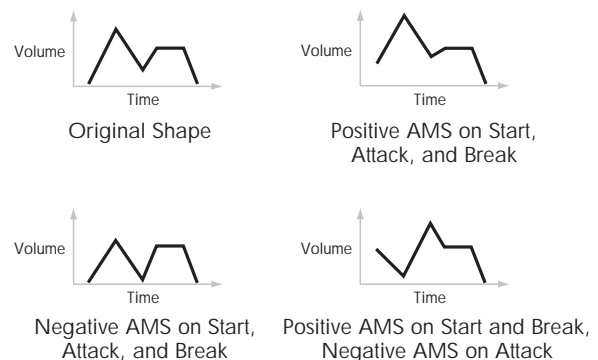 Volume
Time
Original Shape
Volume
Time
Positive AMS on Start,
Attack, and Break
Volume
Time
Negative AMS on Start,
Attack, and Break
Volume
Time
Positive AMS on Start and Break,
Negative AMS on Attack